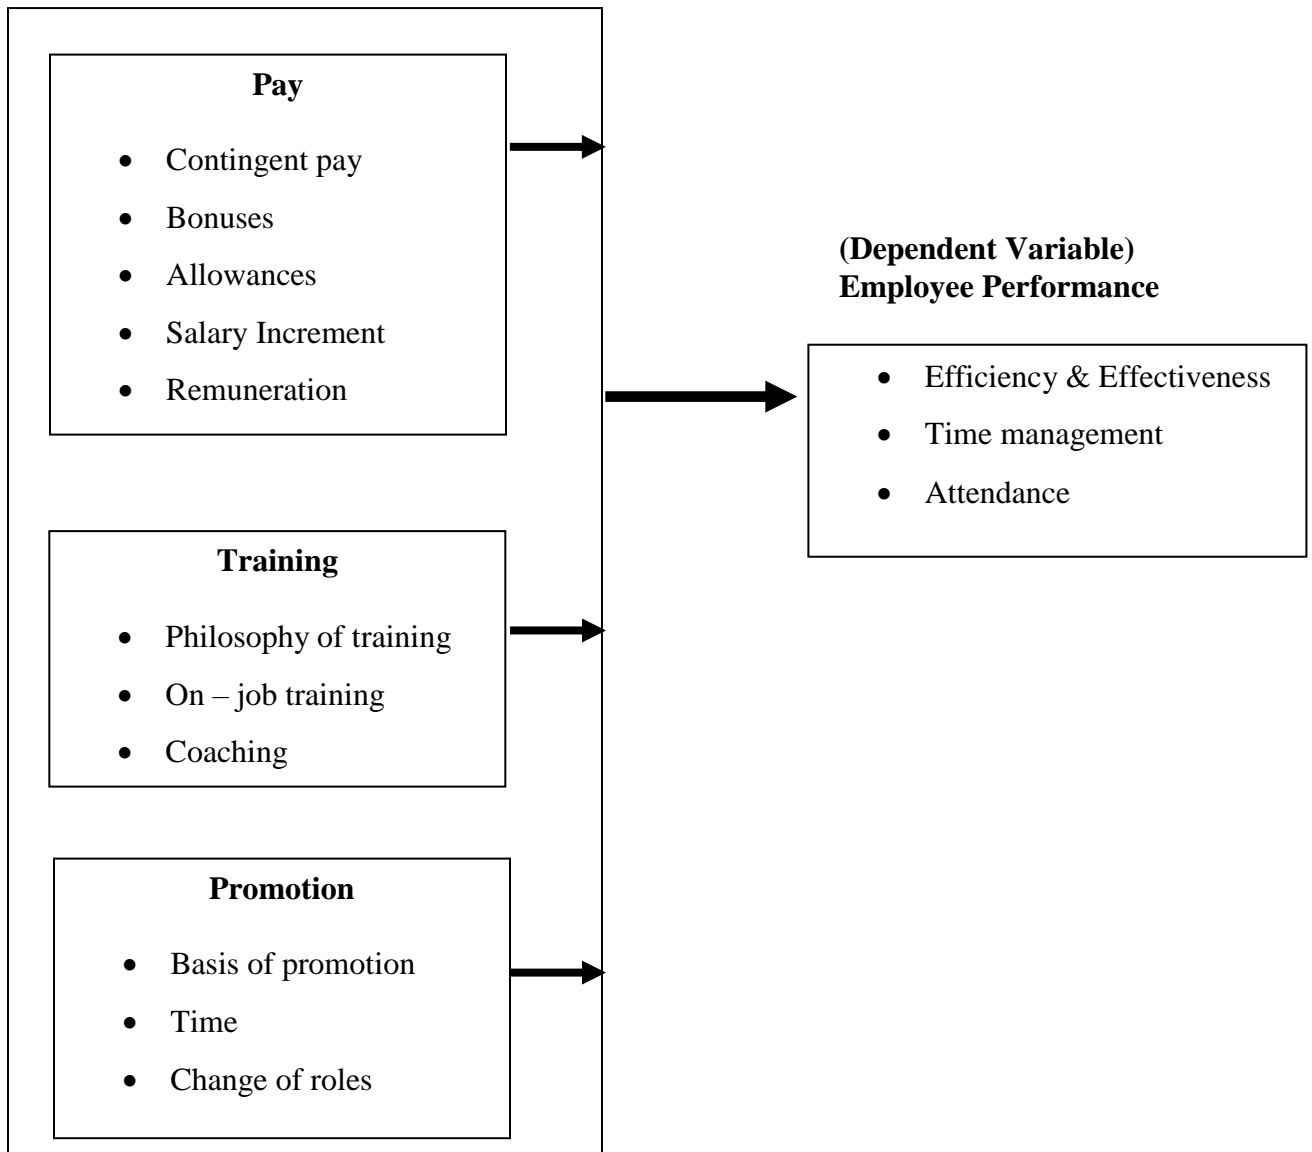 Pay
• Contingent pay
• Bonuses
• Allowances
• Salary Increment
• Remuneration
(Dependent Variable)
Employee Performance
• Efficiency & Effectiveness
• Time management
• Attendance
Training
• Philosophy of training
• On – job training
• Coaching
Promotion
• Basis of promotion
• Time
• Change of roles